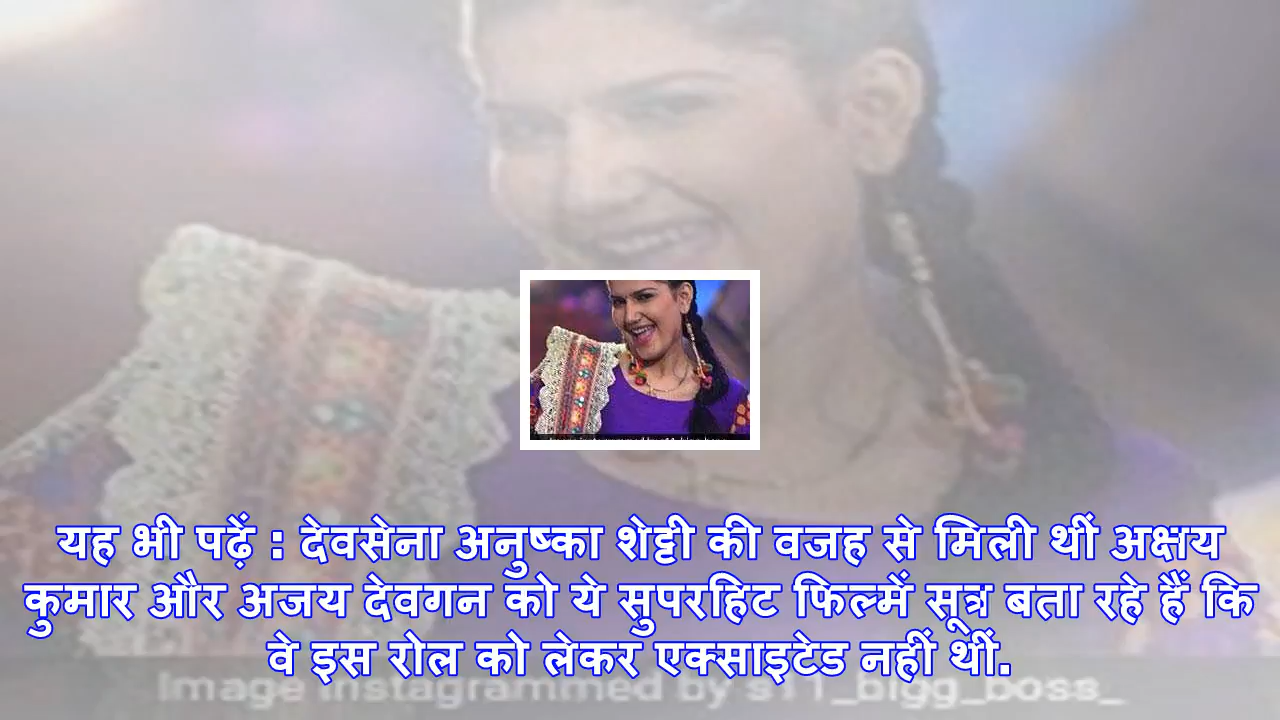 यह भी पढ़ें : देवसेना अनुष्का शेट्टी की वजह से मिली थीं अक्षय
कुमार और अजय देवगन को ये सुपरहिट फिल्में सूत्र बता रहे हैं कि
वे इस रोल को लेकर एक्साइटेड नहीं थीं.
Image Instagrammed by s11_bigg_boss_